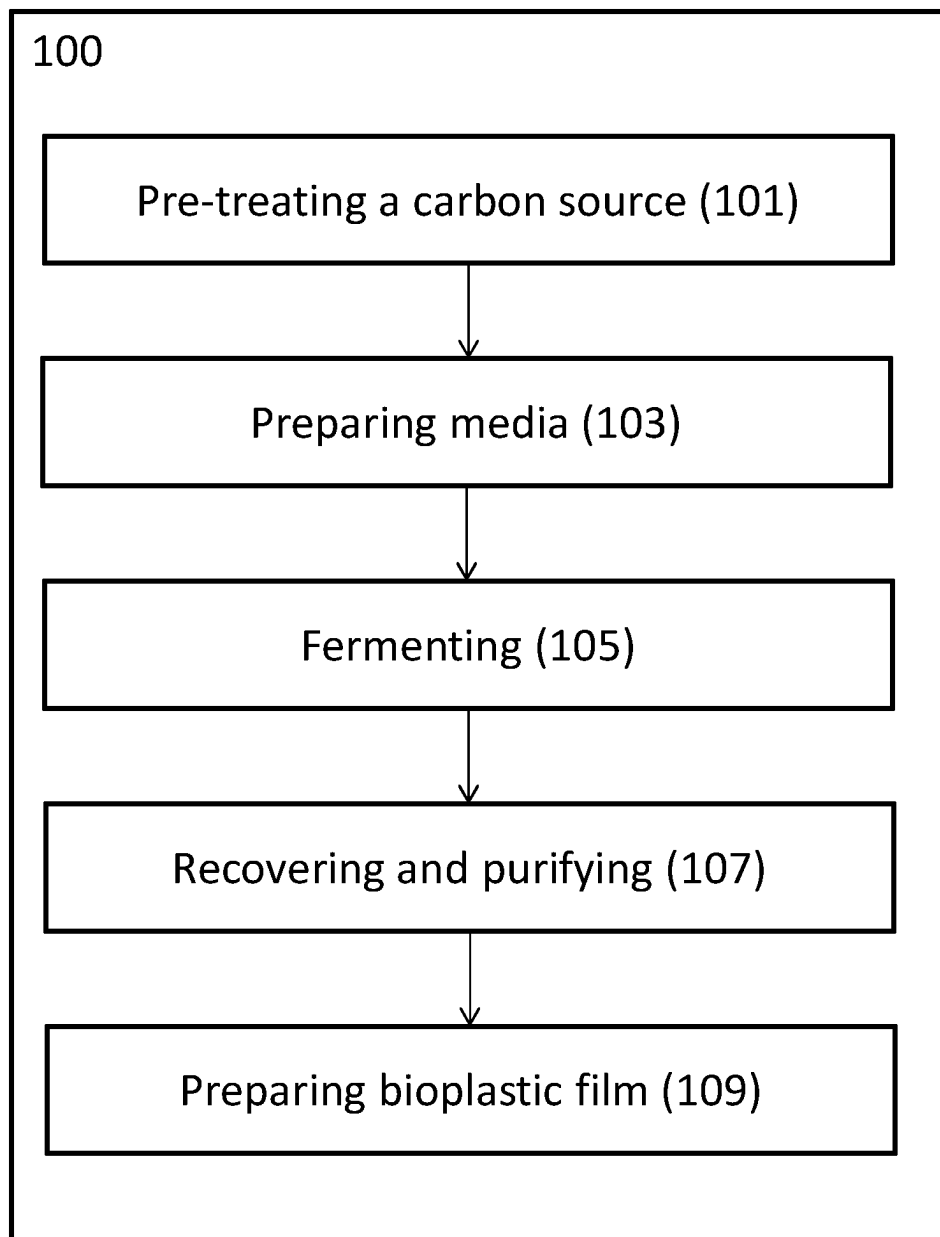 100
Pre-treating a carbon source (101)
Preparing media (103)
Fermenting (105)
Recovering and purifying (107)
Preparing bioplastic film (109)